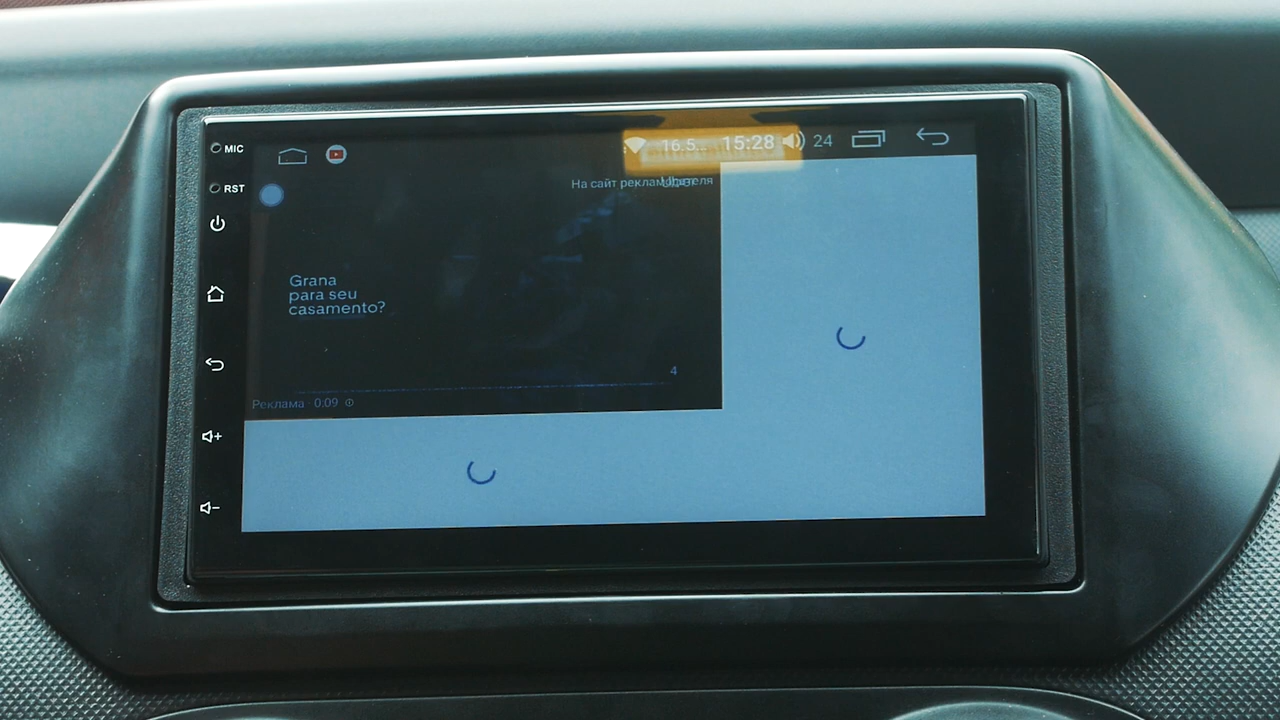 MIC
16.5...
15:28
24
RST
На сайт рекламодателя
Grana
para seu
casamento?
4
Реклама · 0:09